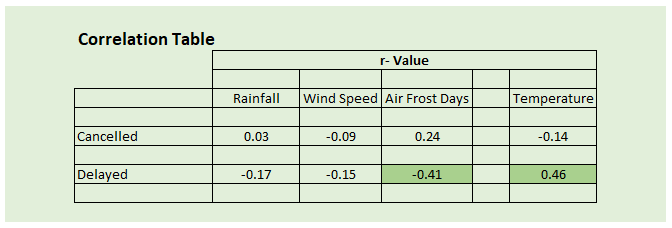 Correlation Table
r- Value
Rainfall Wind Speed Air Frost Days Temperature
Cancelled 0.03 -0.09 0.24 -0.14
Delayed -0.17 -0.15 -0.41 0.46